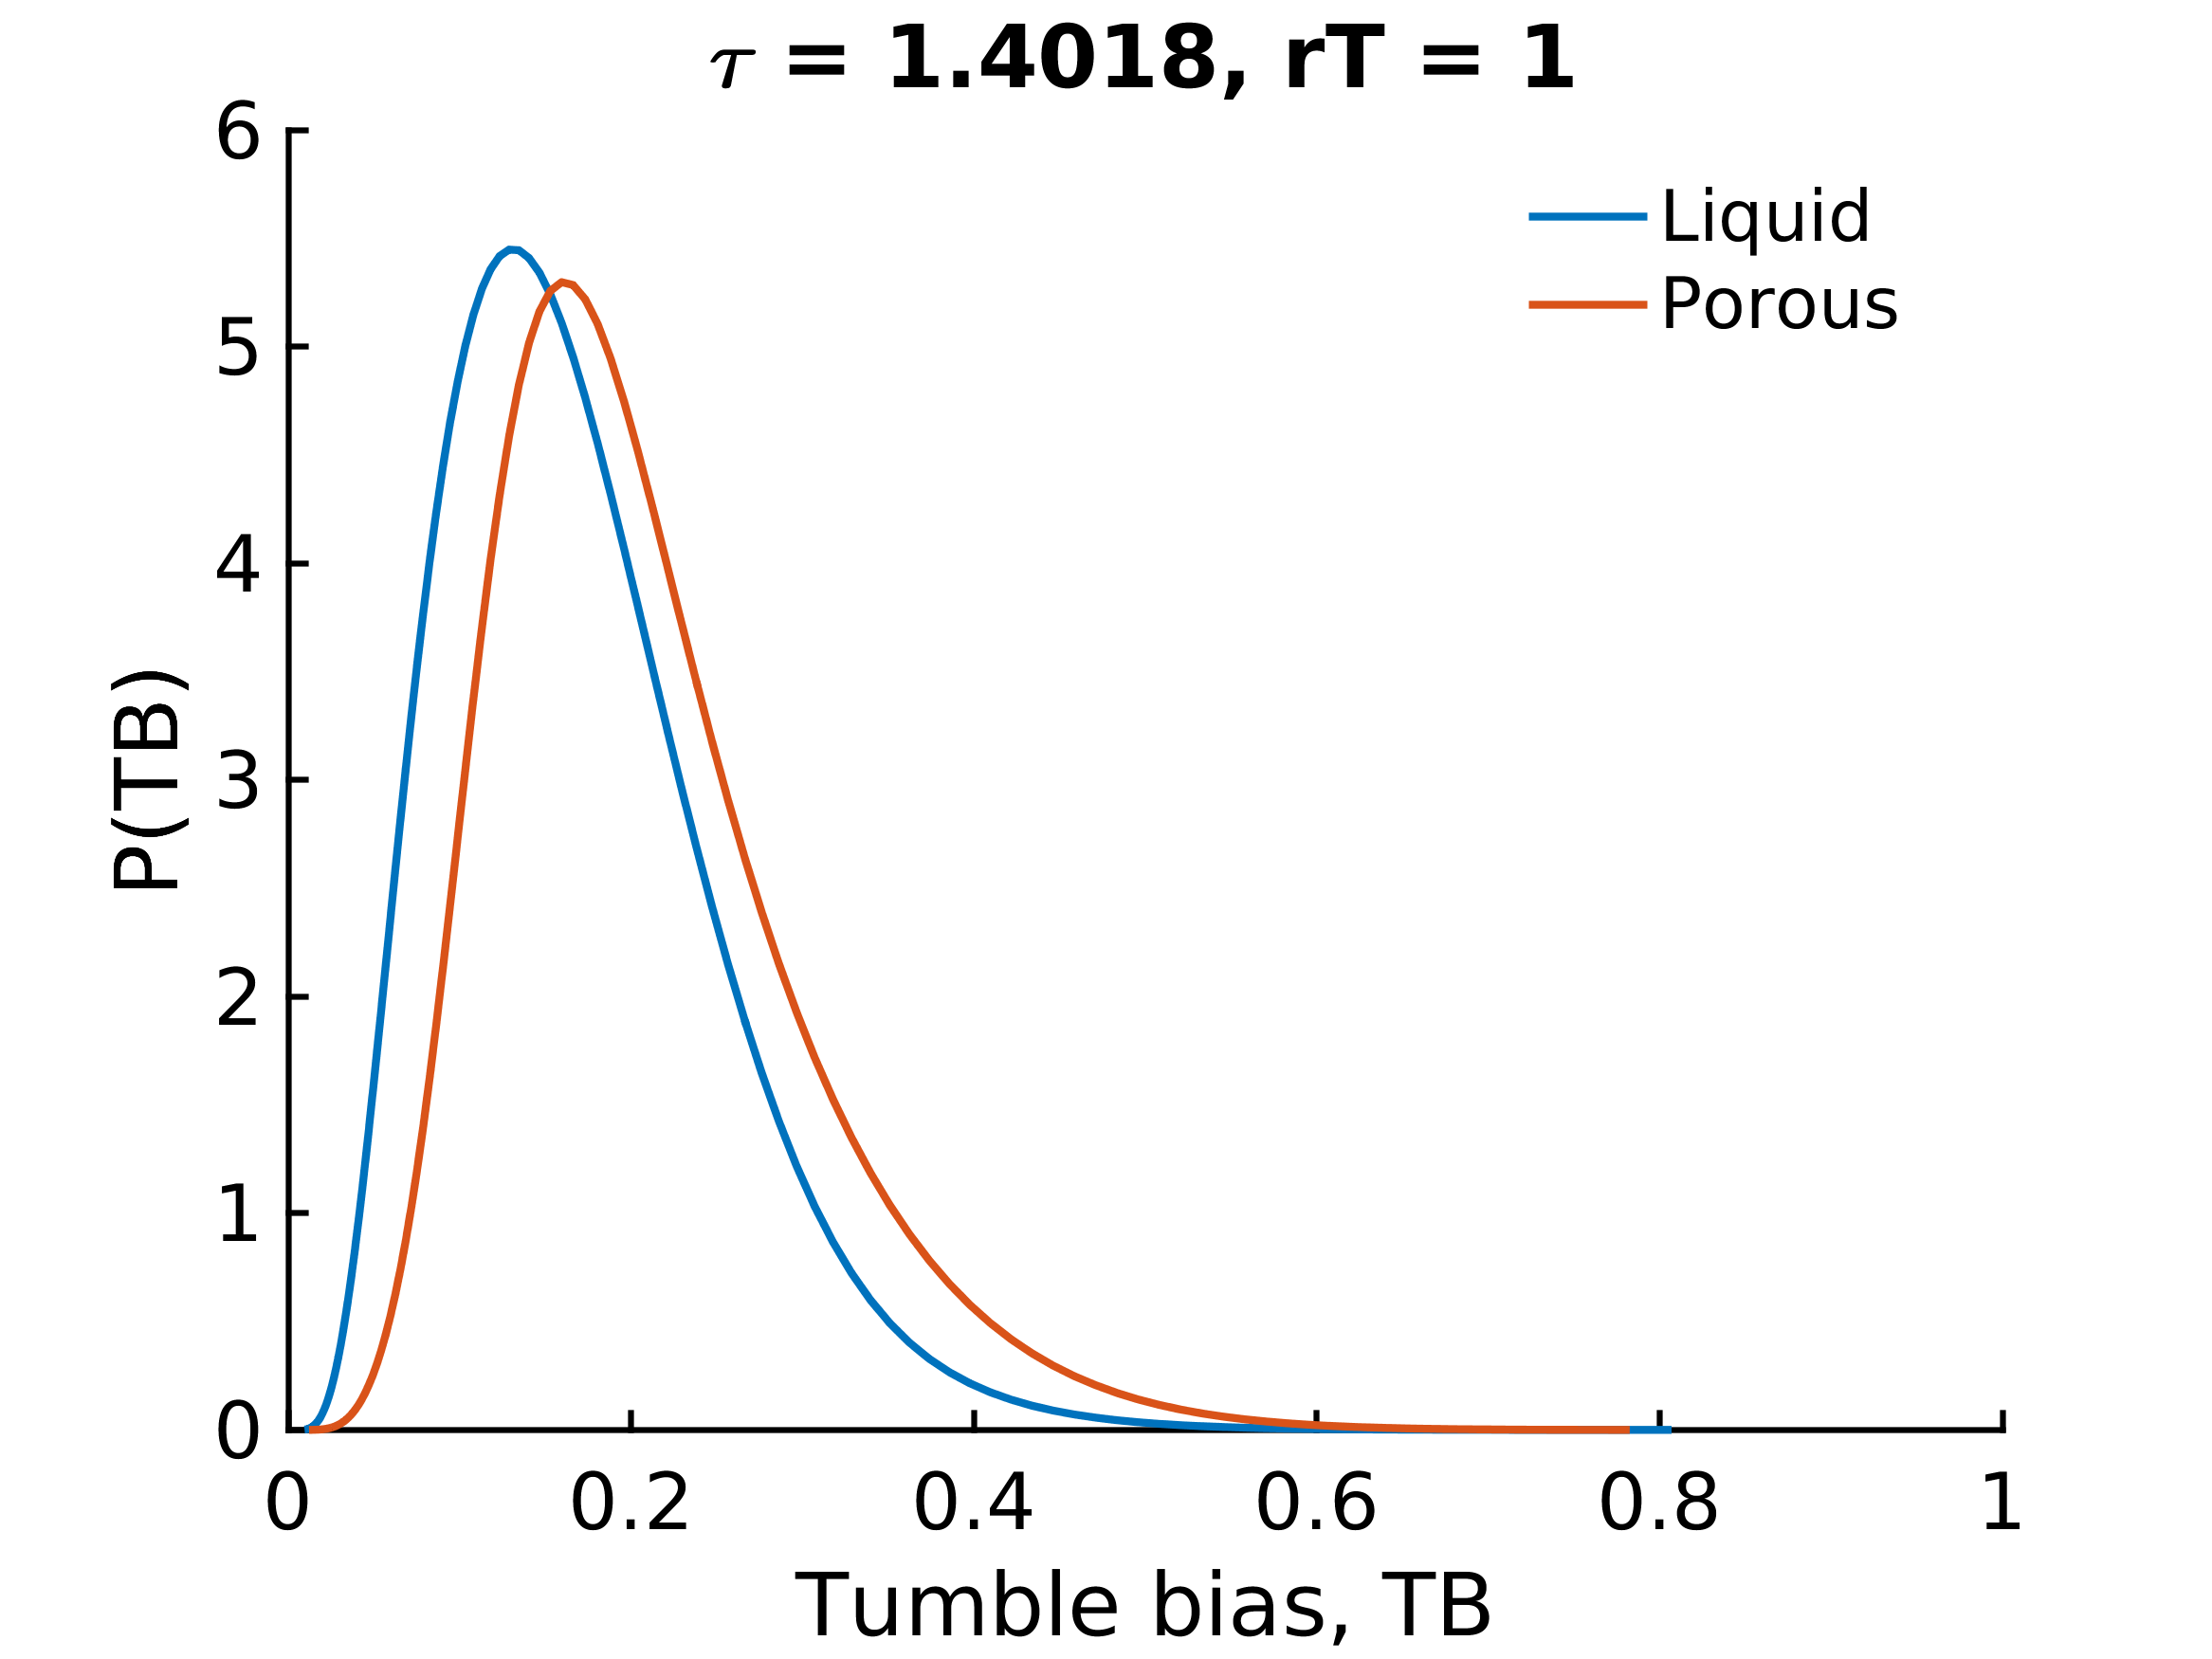 τ = 1.4018, rT = 1
6
5
4
3
2
1
0
P(TB)
Liquid
Porous
0 0.2 0.4 0.6 0.8 1
Tumble bias, TB